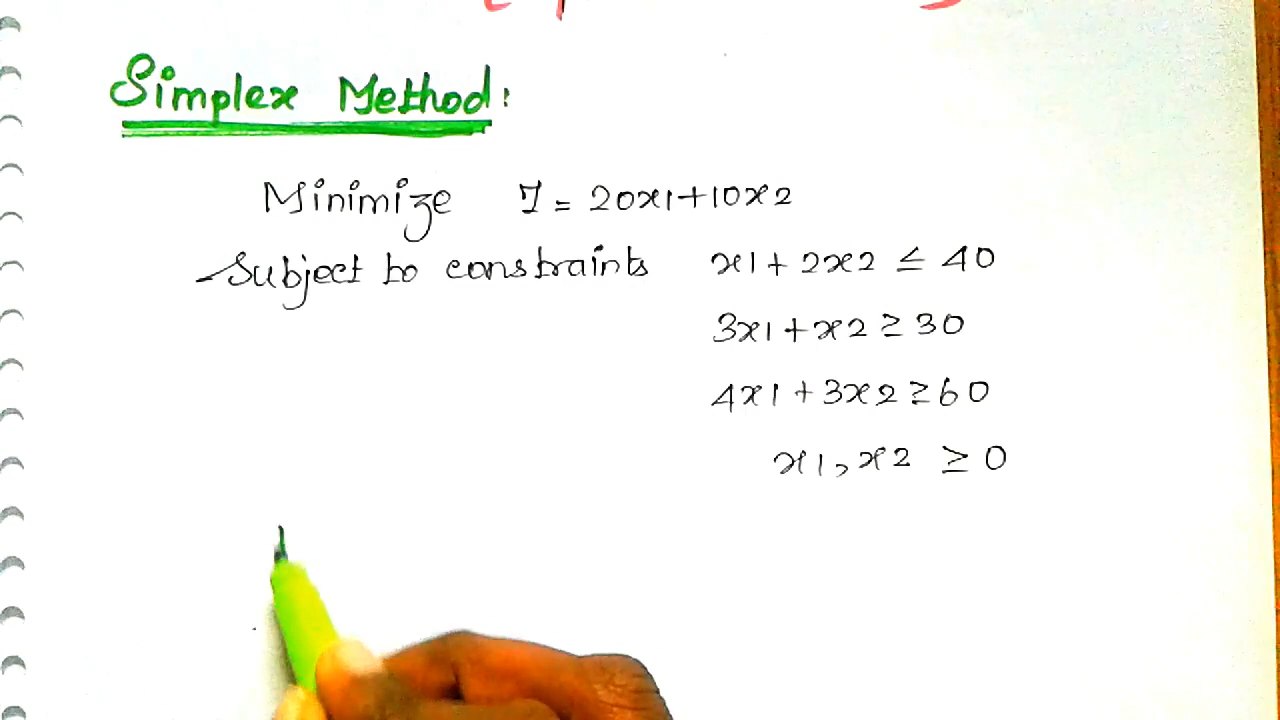 Simplex Method:
Minimize Z = 20x1+10x2
Subject to constraints x1 + 2x2 ≤ 40
3x1 + x2 ≥ 30
4x1 + 3x2 ≥ 60
x1, x2 ≥ 0